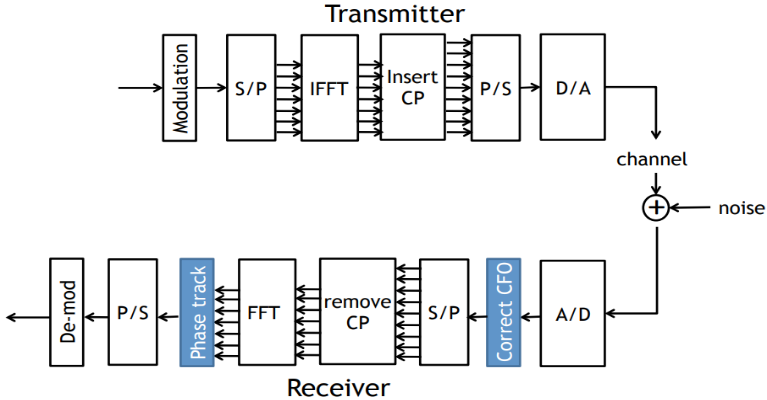 Transmitter
Modulation
S/P
IFFT
Insert
CP
P/S
D/A
channel
+
noise
De-mod
P/S
Phase track
FFT
remove
CP
S/P
Correct CFO
A/D
Receiver